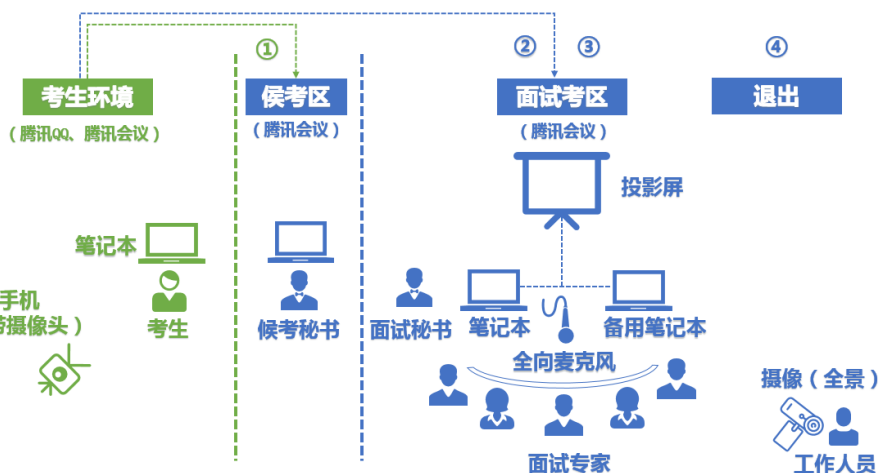 ①
②
③
④
考生环境
侯考区
面试考区
退出
（腾讯QQ、腾讯会议）
（腾讯会议）
（腾讯会议）
投影屏
笔记本
手机
带摄像头）
考生
候考秘书
面试秘书
笔记本
备用笔记本
全向麦克风
摄像（全景）
面试专家
工作人员